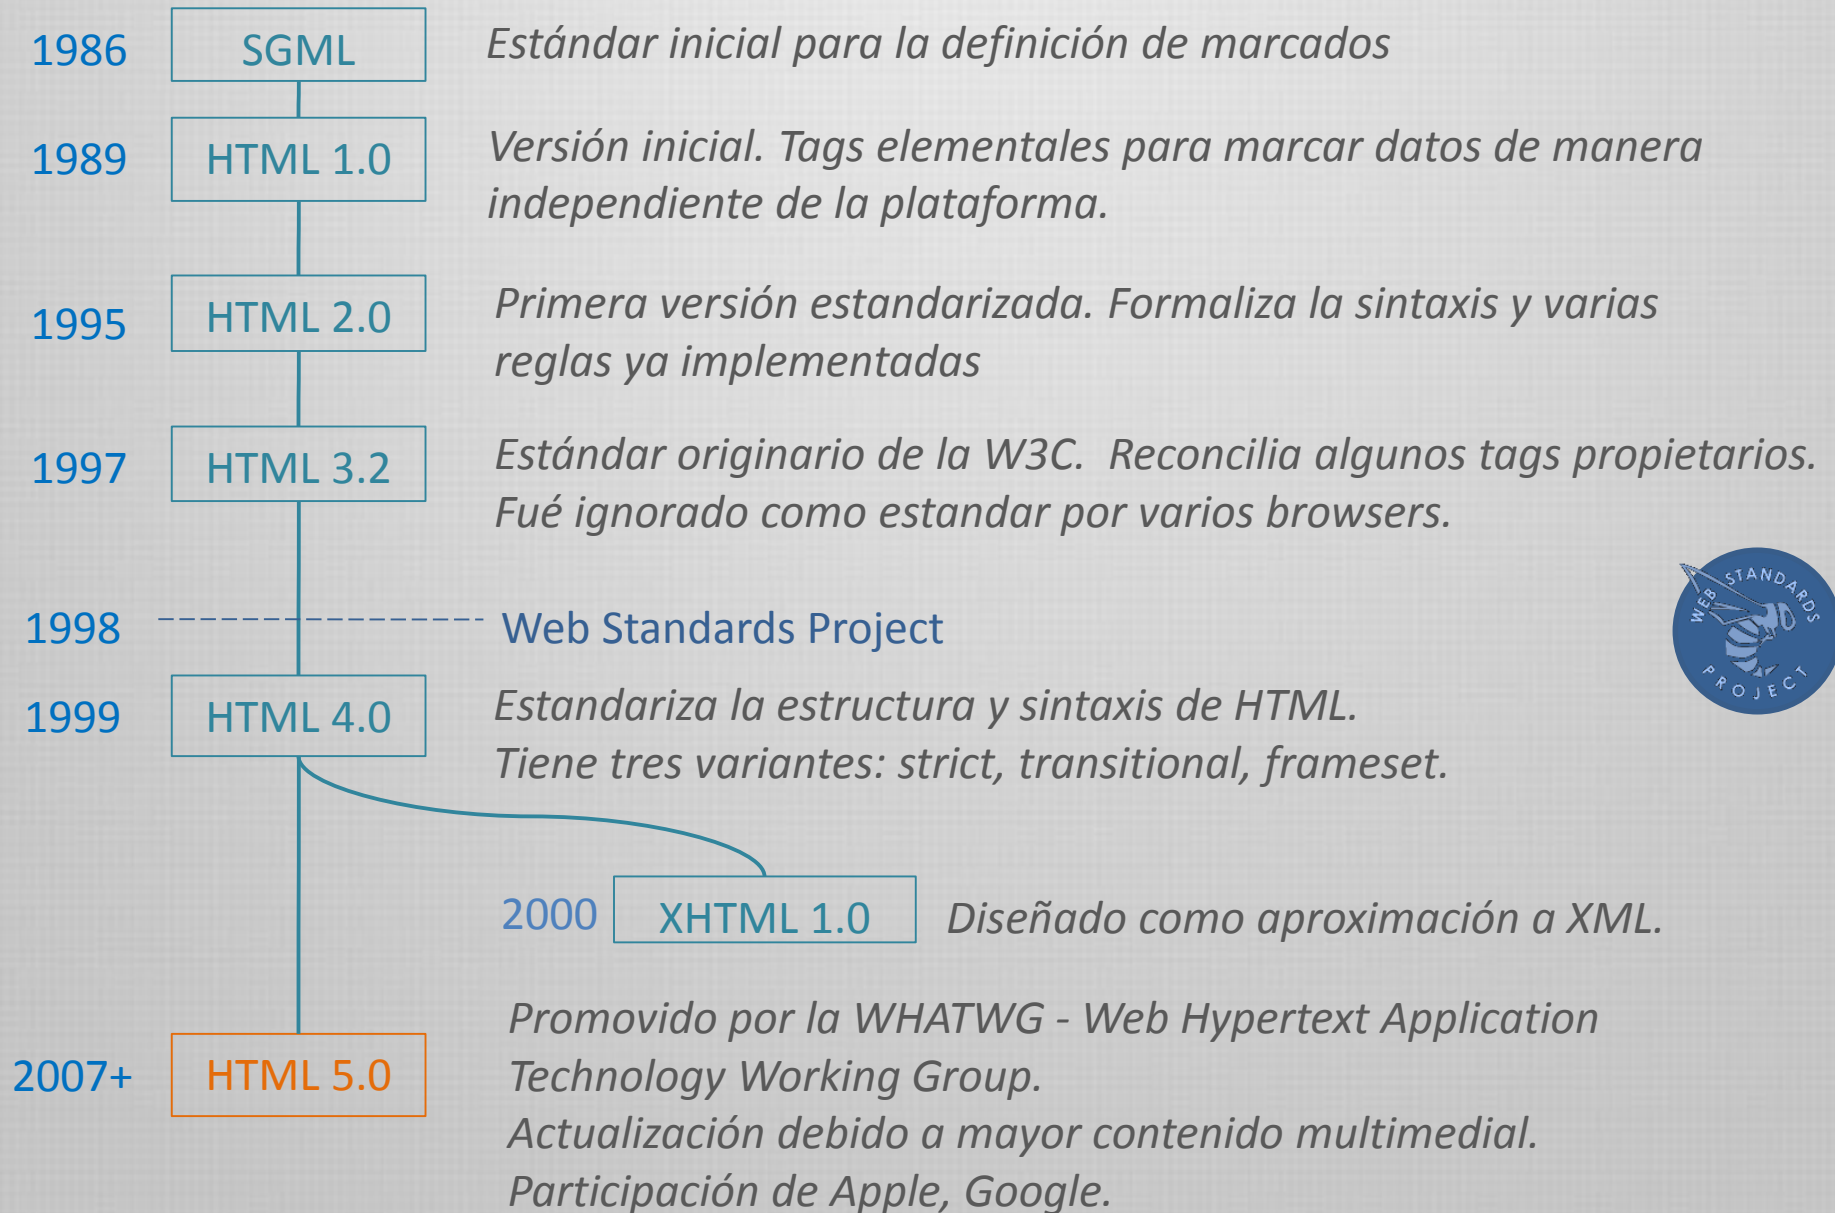 1986
SGML
Estándar inicial para la definición de marcados
1989
HTML 1.0
Versión inicial. Tags elementales para marcar datos de manera
independiente de la plataforma.
1995
HTML 2.0
Primera versión estandarizada. Formaliza la sintaxis y varias
reglas ya implementadas
1997
HTML 3.2
Estándar originario de la W3C.  Reconcilia algunos tags propietarios.
Fué ignorado como estandar por varios browsers.
1998
Web Standards Project
WEB STANDARDS
PROJECT
1999
HTML 4.0
Estandariza la estructura y sintaxis de HTML.
Tiene tres variantes: strict, transitional, frameset.
2000
XHTML 1.0
Diseñado como aproximación a XML.
2007+
HTML 5.0
Promovido por la WHATWG - Web Hypertext Application
Technology Working Group.
Actualización debido a mayor contenido multimedial.
Participación de Apple, Google.